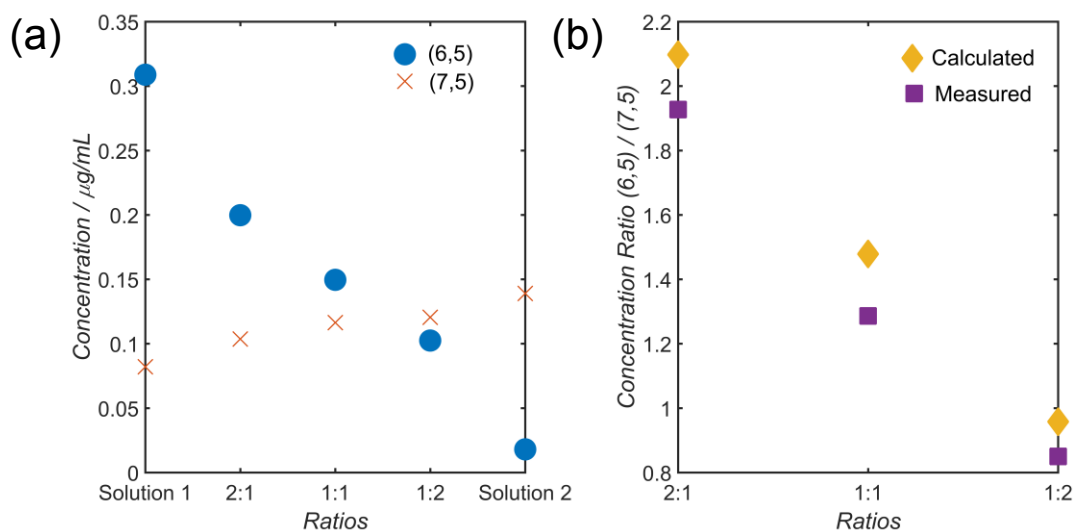 (a)
Concentration / μg/mL
0.35
0.3
0.25
0.2
0.15
0.1
0.05
0
(6,5)
(7,5)
Solution 1 2:1 1:1 1:2 Solution 2
Ratios
(b)
Concentration Ratio (6,5) / (7,5)
2.2
2
1.8
1.6
1.4
1.2
1
0.8
Calculated
Measured
2:1 1:1 1:2
Ratios